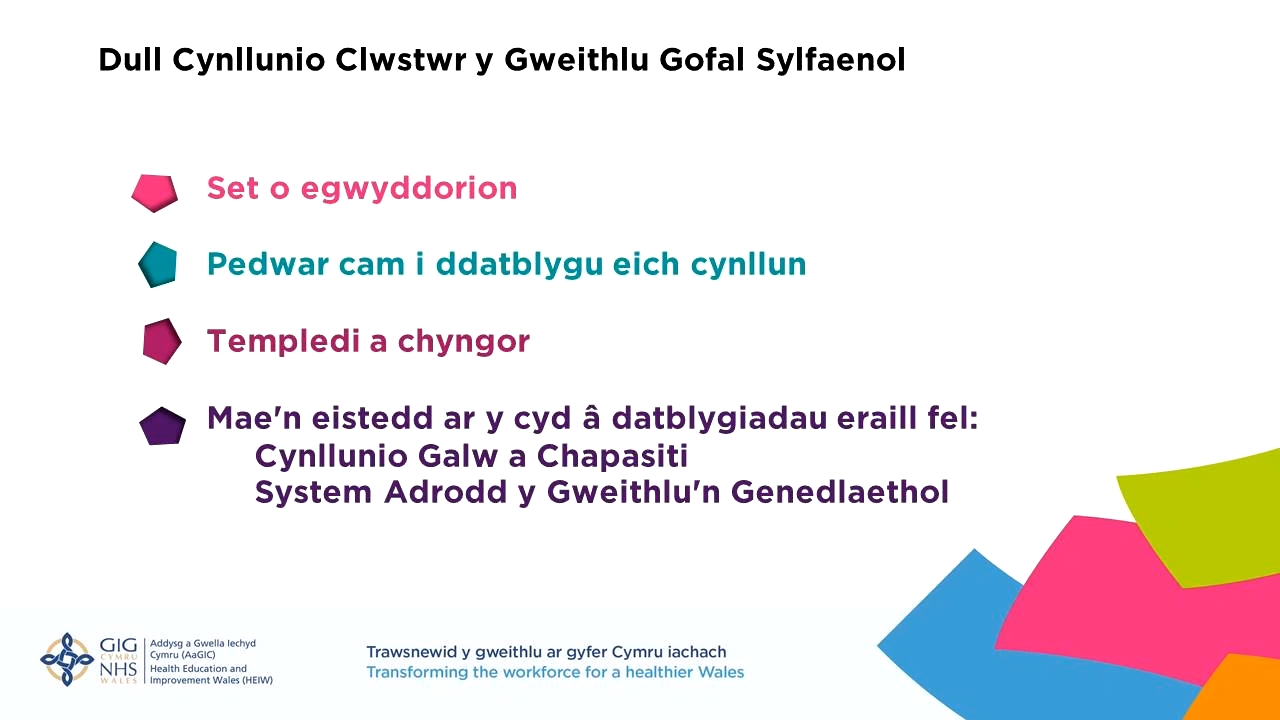 Dull Cynllunio Clwstwr y Gweithlu Gofal Sylfaenol
Set o egwyddorion
Pedwar cam i ddatblygu eich cynllun
Templedi a chyngor
Mae'n eistedd ar y cyd â datblygiadau eraill fel:
Cynllunio Galw a Chapasiti
System Adrodd y Gweithlu'n Genedlaethol
GIG
CYMRU
NHS
WALES
Addysg a Gwella Iechyd
Cymru (AaGIC)
Health Education and
Improvement Wales (HEIW)
Trawsnewid y gweithlu ar gyfer Cymru iachach
Transforming the workforce for a healthier Wales